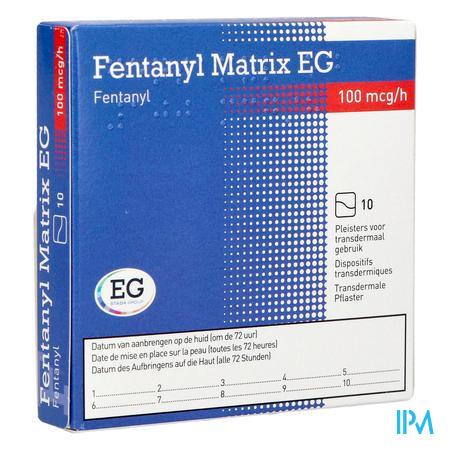 Fentanyl Matrix EG
Fentanyl
100 mcg/h
10
Pleisters voor
transdermaal
gebruik
Dispositifs
transdermiques
Transdermale
Pflaster
EG
STADA GROUP
Datum van aanbrengen op de huid (om de 72 uur)
Date de mise en place sur la peau (toutes les 72 heures)
Datum des Aufbringens auf die Haut (alle 72 Stunden)
1. 2. 3. 4. 5.
6. 7. 8. 9. 10.
Fentanyl Matrix EG
Fentanyl
10
100 mcg/h
IPM